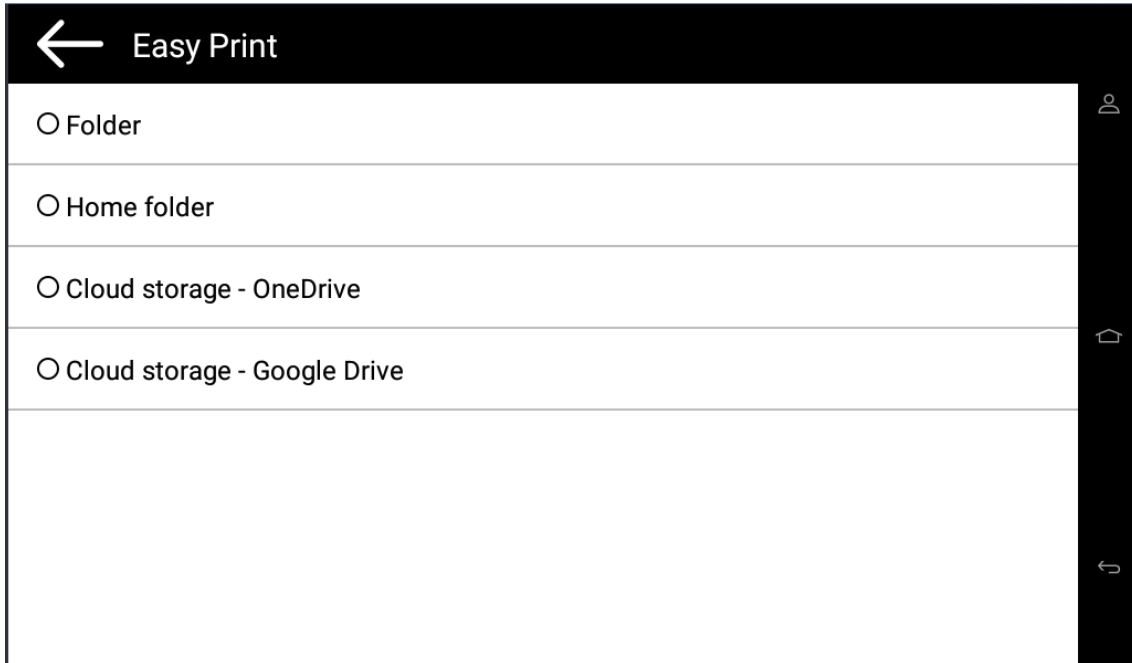 Easy Print
Folder
Home folder
Cloud storage - OneDrive
Cloud storage - Google Drive